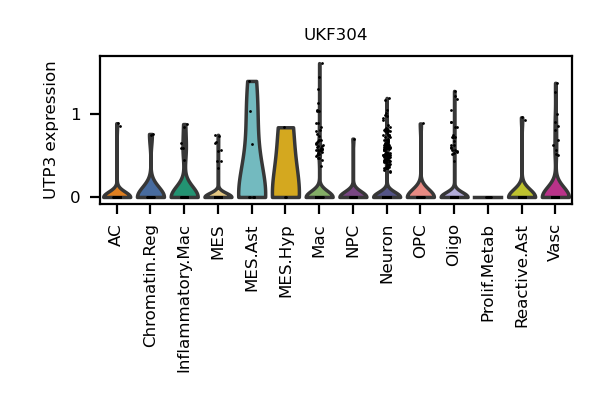 UKF304
UTP3 expression
1
0
AC
Chromatin.Reg
Inflammatory.Mac
MES
MES.Ast
MES.Hyp
Mac
NPC
Neuron
OPC
Oligo
Prolif.Metab
Reactive.Ast
Vasc